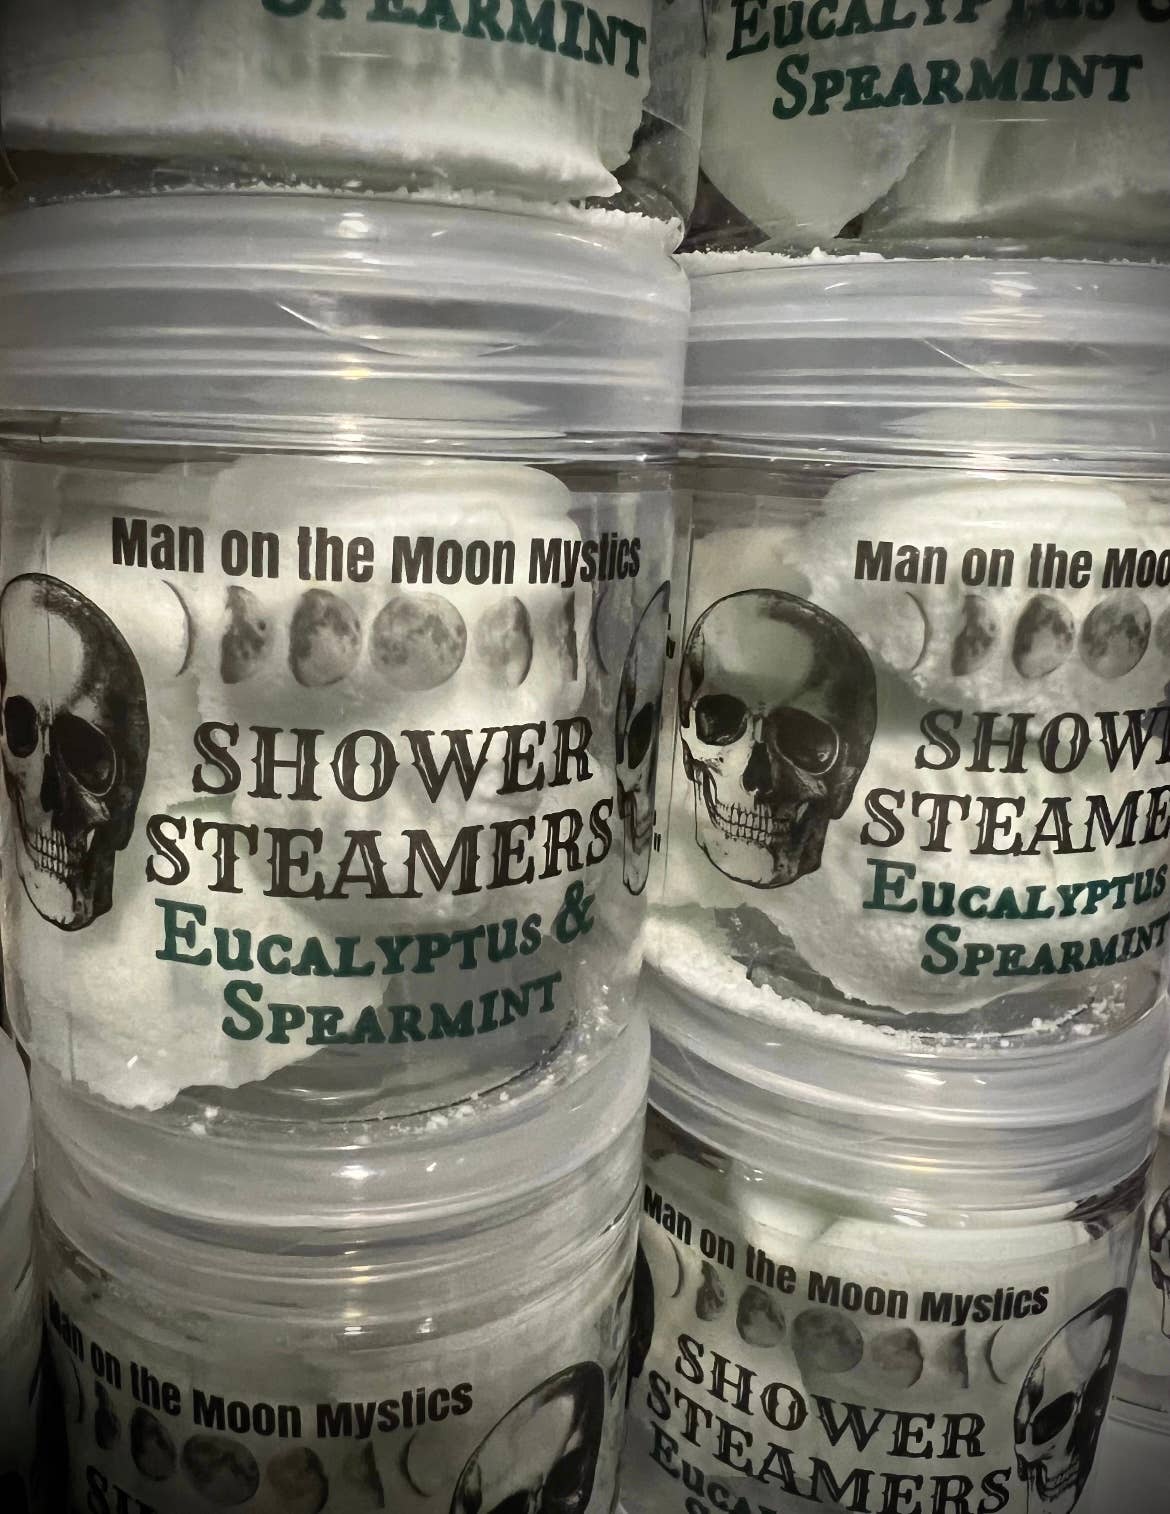 SPEARMINT
EUCALYPTUS &
SPEARMINT
Man on the Moon Mystics
SHOWER
STEAMERS
EUCALYPTUS &
SPEARMINT
Man on the Moo
SHOW
STEAME
EUCALYPTUS
SPEARMINT
Man on the Moon Mystics
Man on the Moon Mystics
SHOWER
STEAMERS